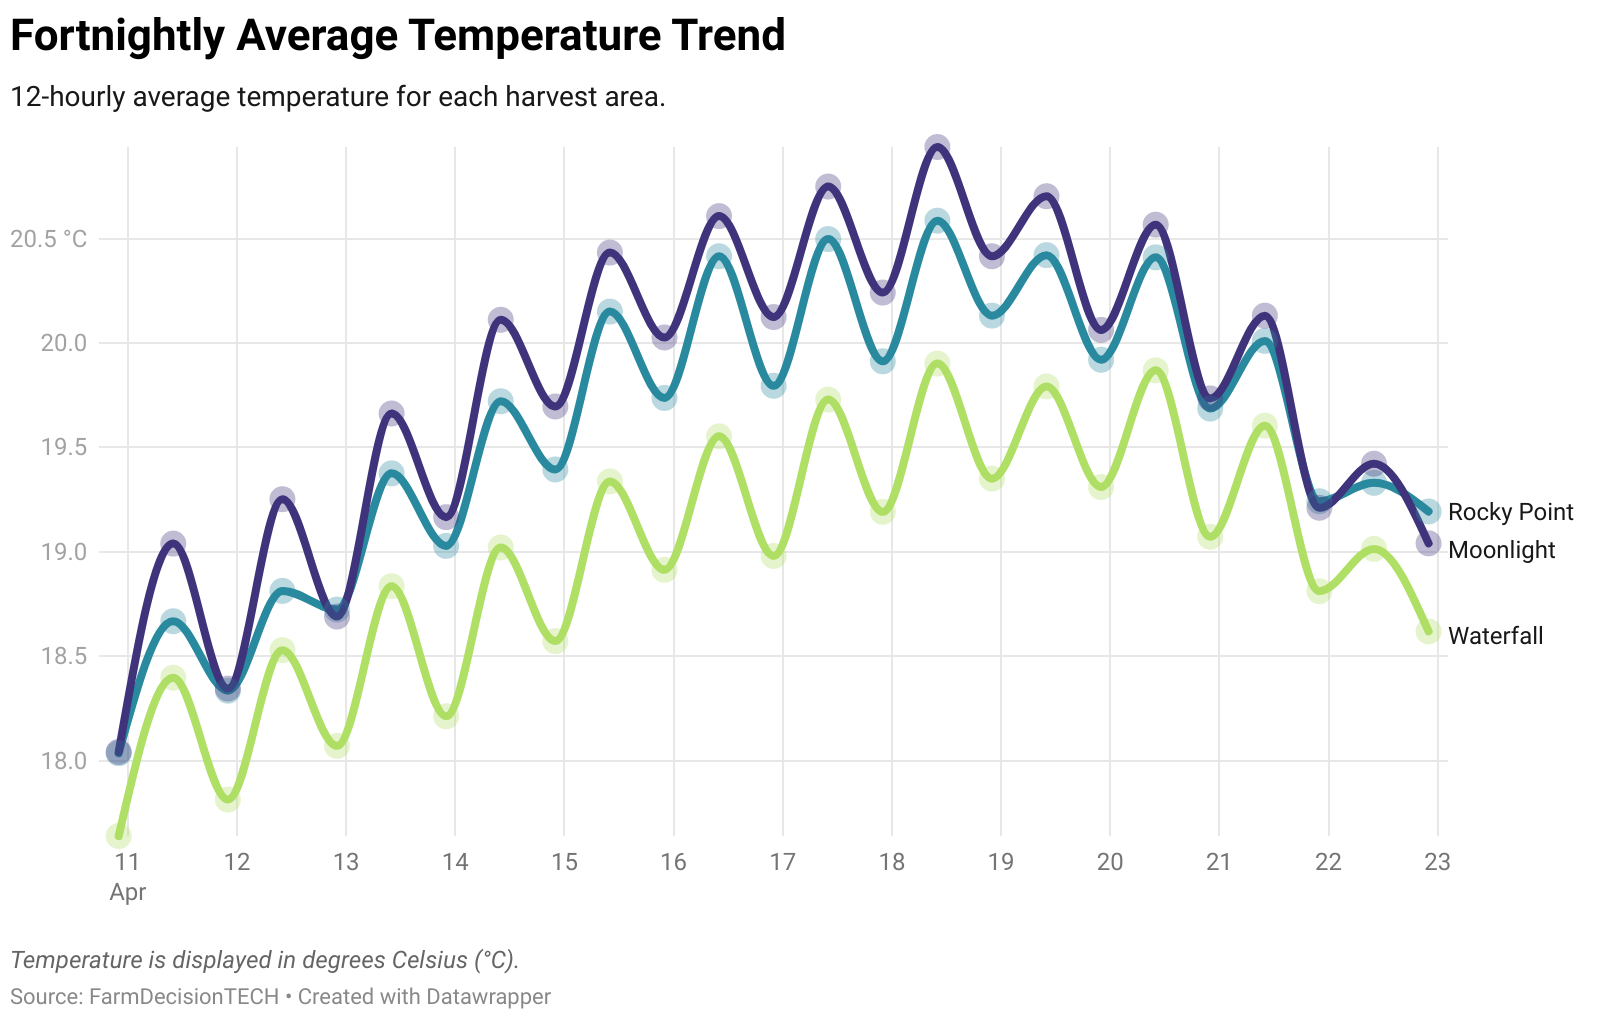 Fortnightly Average Temperature Trend
12-hourly average temperature for each harvest area.
20.5 °C
20.0
19.5
19.0
18.5
18.0
Rocky Point
Moonlight
Waterfall
11 12 13 14 15 16 17 18 19 20 21 22 23
Apr
Temperature is displayed in degrees Celsius (°C).
Source: FarmDecisionTECH • Created with Datawrapper